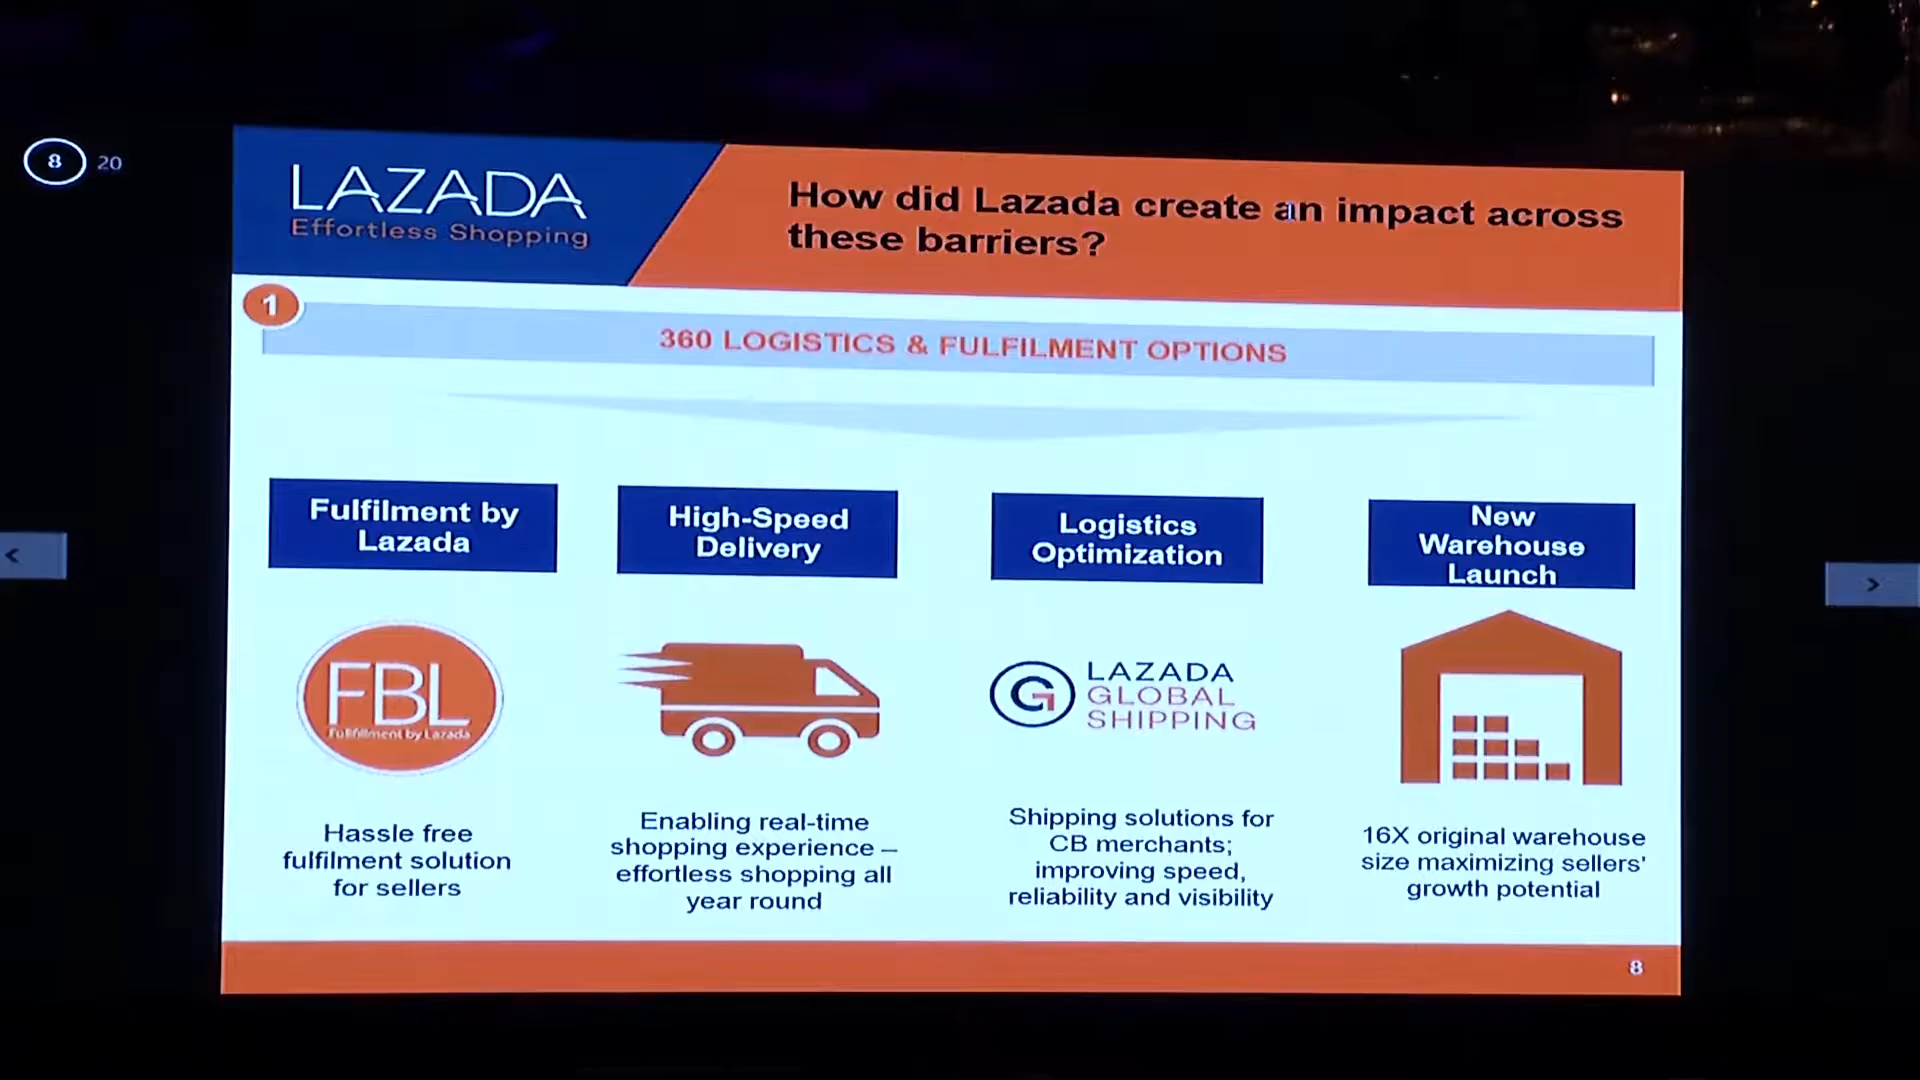 8 20
LAZADA
Effortless Shopping
How did Lazada create an impact across
these barriers?
1
360 LOGISTICS & FULFILMENT OPTIONS
Fulfilment by
Lazada
High-Speed
Delivery
Logistics
Optimization
New
Warehouse
Launch
FBL
Fulfillment by Lazada
LAZADA
GLOBAL
SHIPPING
Hassle free
fulfilment solution
for sellers
Enabling real-time
shopping experience –
effortless shopping all
year round
Shipping solutions for
CB merchants;
improving speed,
reliability and visibility
16X original warehouse
size maximizing sellers'
growth potential
8